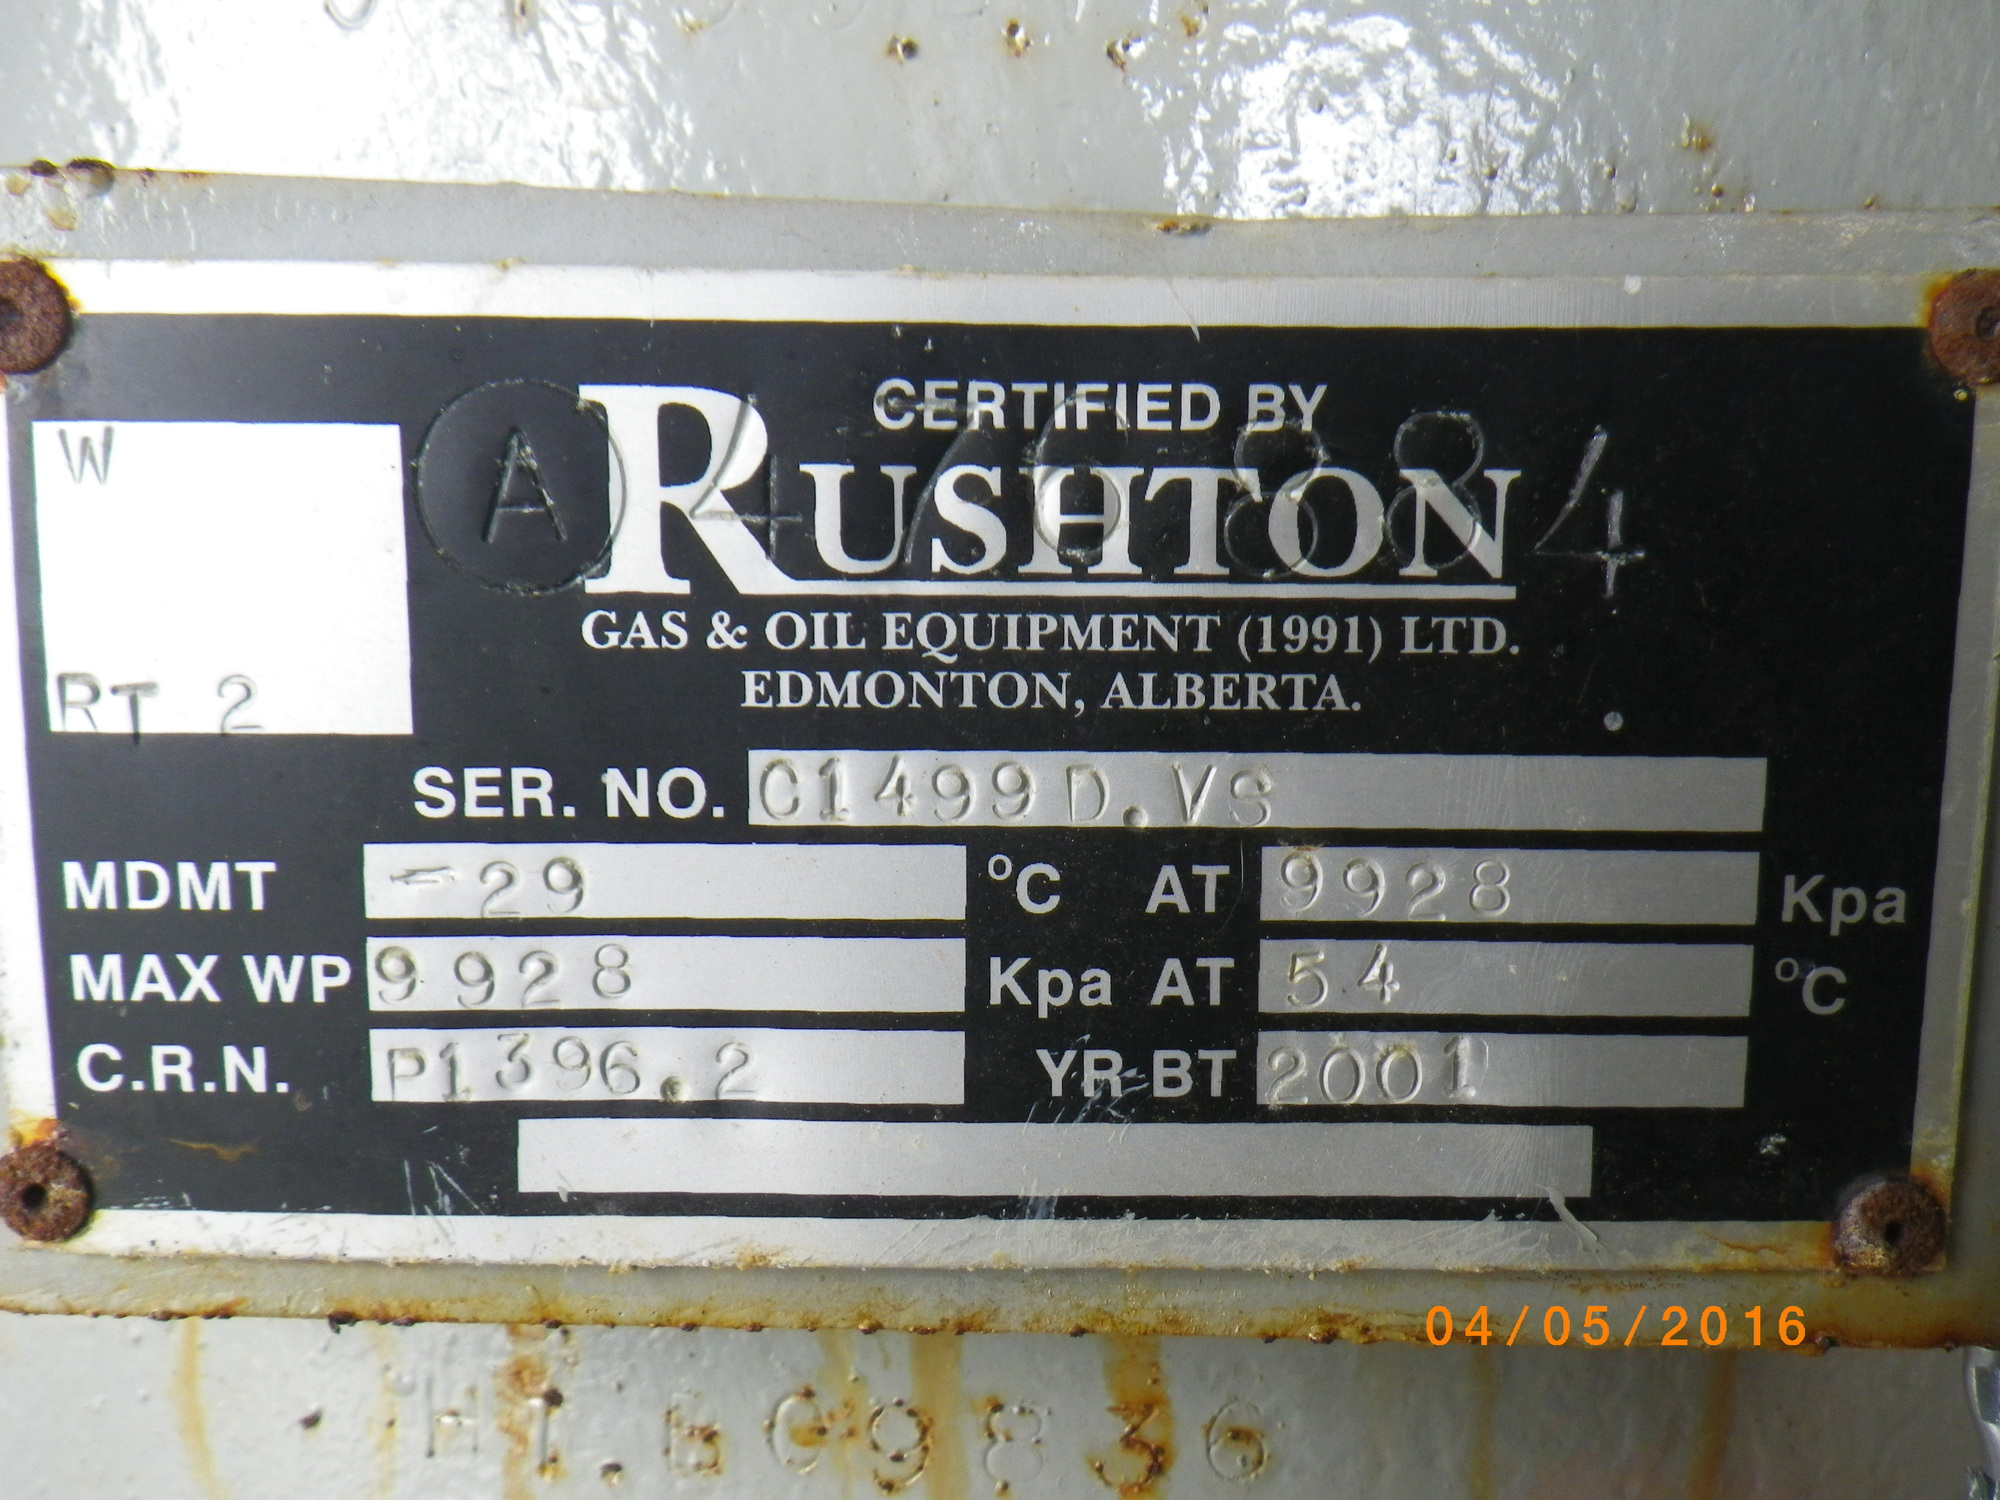 CERTIFIED BY
W
A 476884
RUSHTON
GAS & OIL EQUIPMENT (1991) LTD.
EDMONTON, ALBERTA.
RT 2
SER. NO. C1499D.VS
MDMT -29 °C AT 9928 Kpa
MAX WP 9928 Kpa AT 54 °C
C.R.N. P1396.2 YR BT 2001
04/05/2016